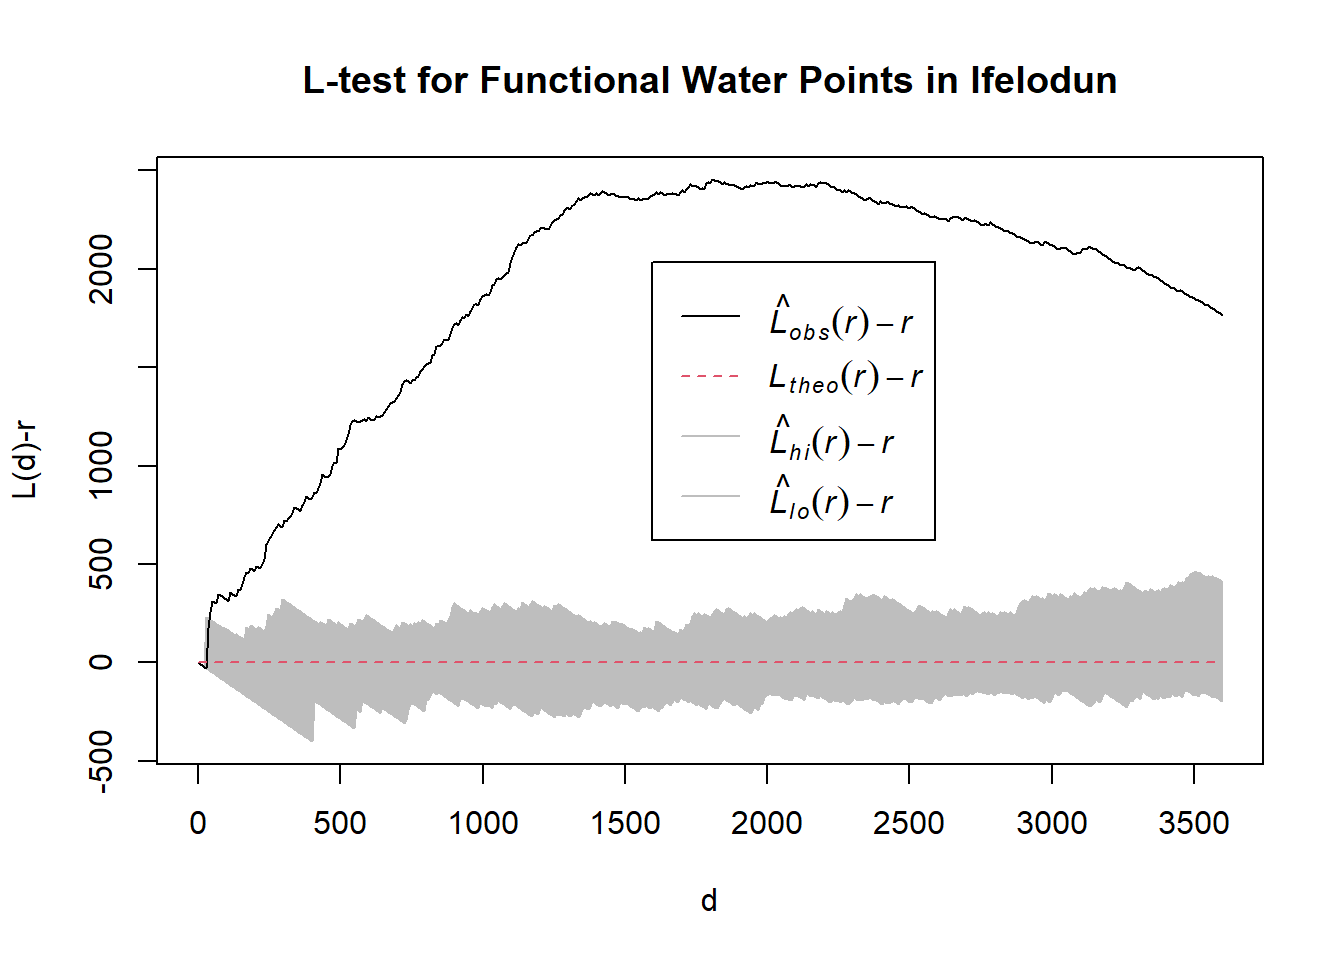 L-test for Functional Water Points in Ifelodun
L(d)-r
-500 0 500 1000 2000
L̂obs(r) – r
Ltheo(r) – r
L̂hi(r) – r
L̂lo(r) – r
0 500 1000 1500 2000 2500 3000 3500
d